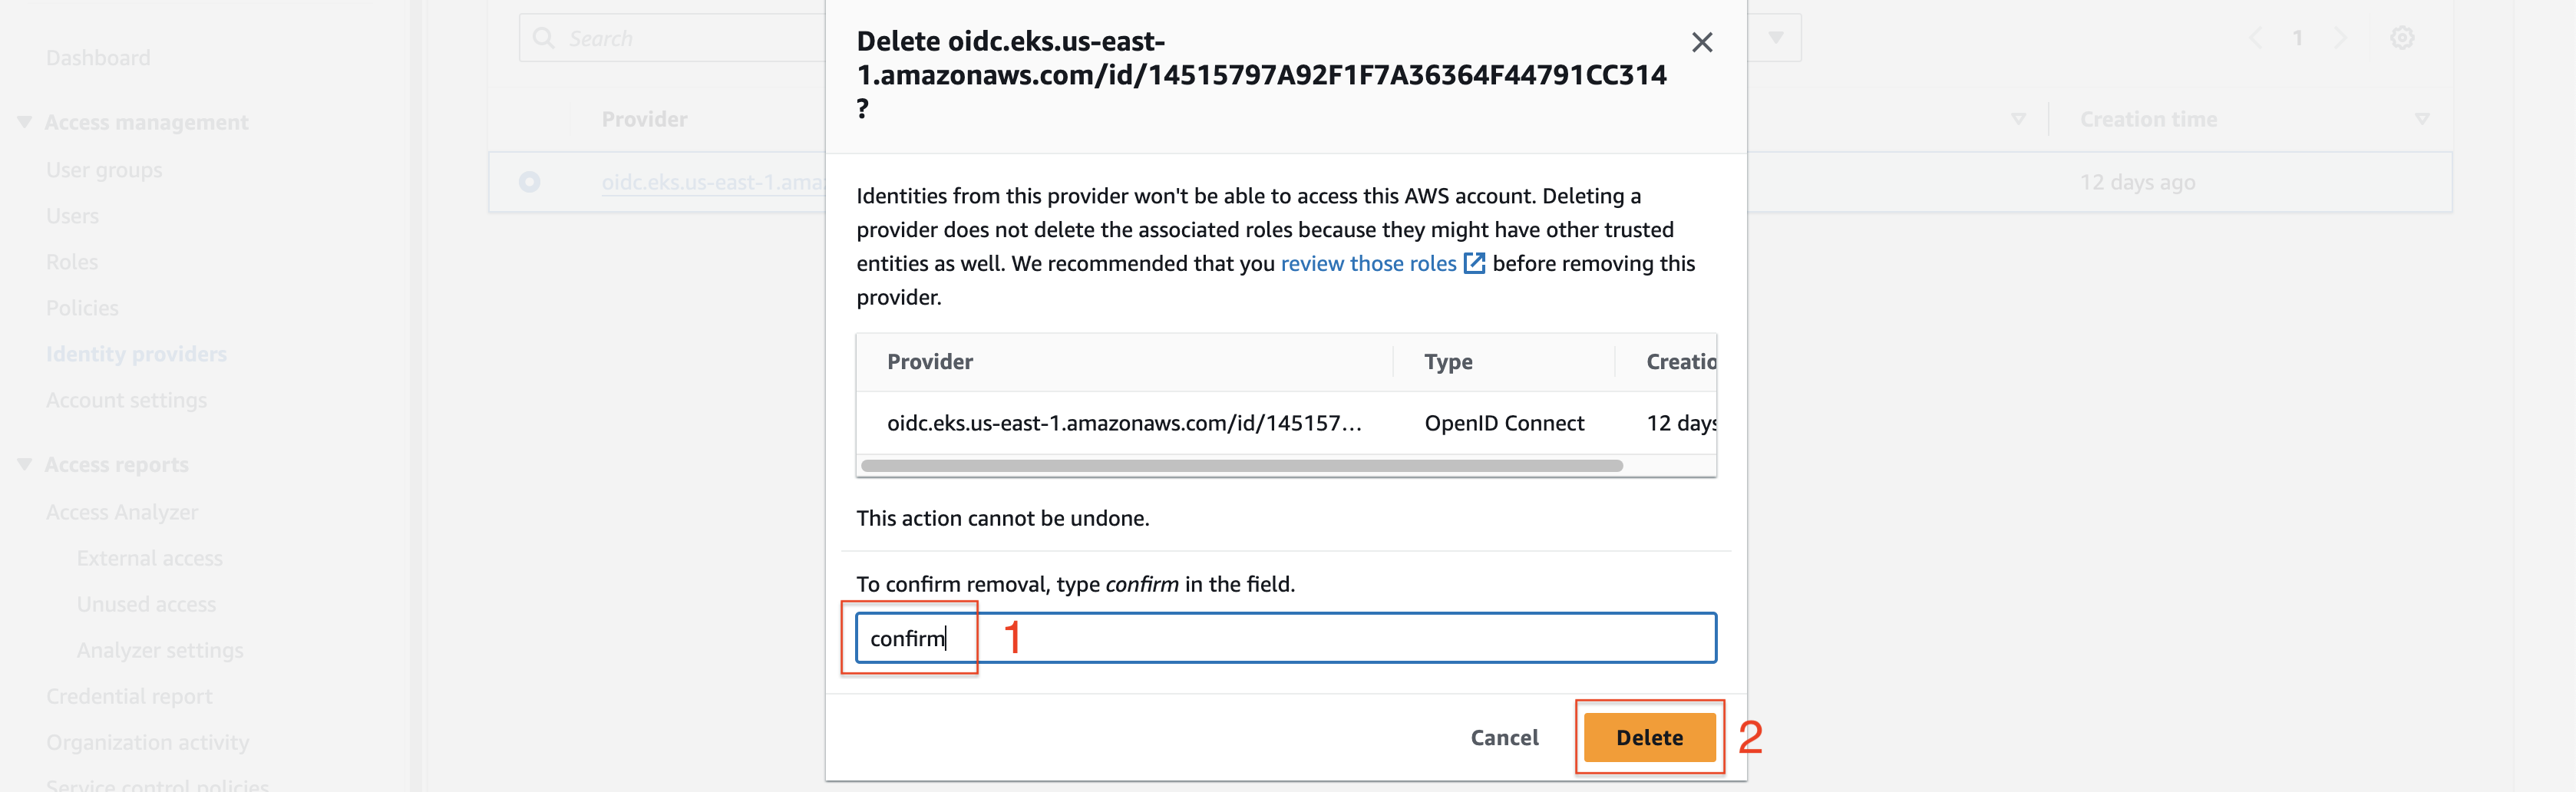 Dashboard
Access management
User groups
Users
Roles
Policies
Identity providers
Account settings
Access reports
Access Analyzer
External access
Unused access
Analyzer settings
Credential report
Organization activity
Service control policies
Search
1
Provider
Creation time
oidc.eks.us-east-1.ama
12 days ago
Delete oidc.eks.us-east-
1.amazonaws.com/id/14515797A92F1F7A36364F44791CC314
?
Identities from this provider won't be able to access this AWS account. Deleting a
provider does not delete the associated roles because they might have other trusted
entities as well. We recommended that you review those roles before removing this
provider.
Provider Type Creatio
oidc.eks.us-east-1.amazonaws.com/id/145157... OpenID Connect 12 days
This action cannot be undone.
To confirm removal, type confirm in the field.
confirm 1
Cancel Delete 2